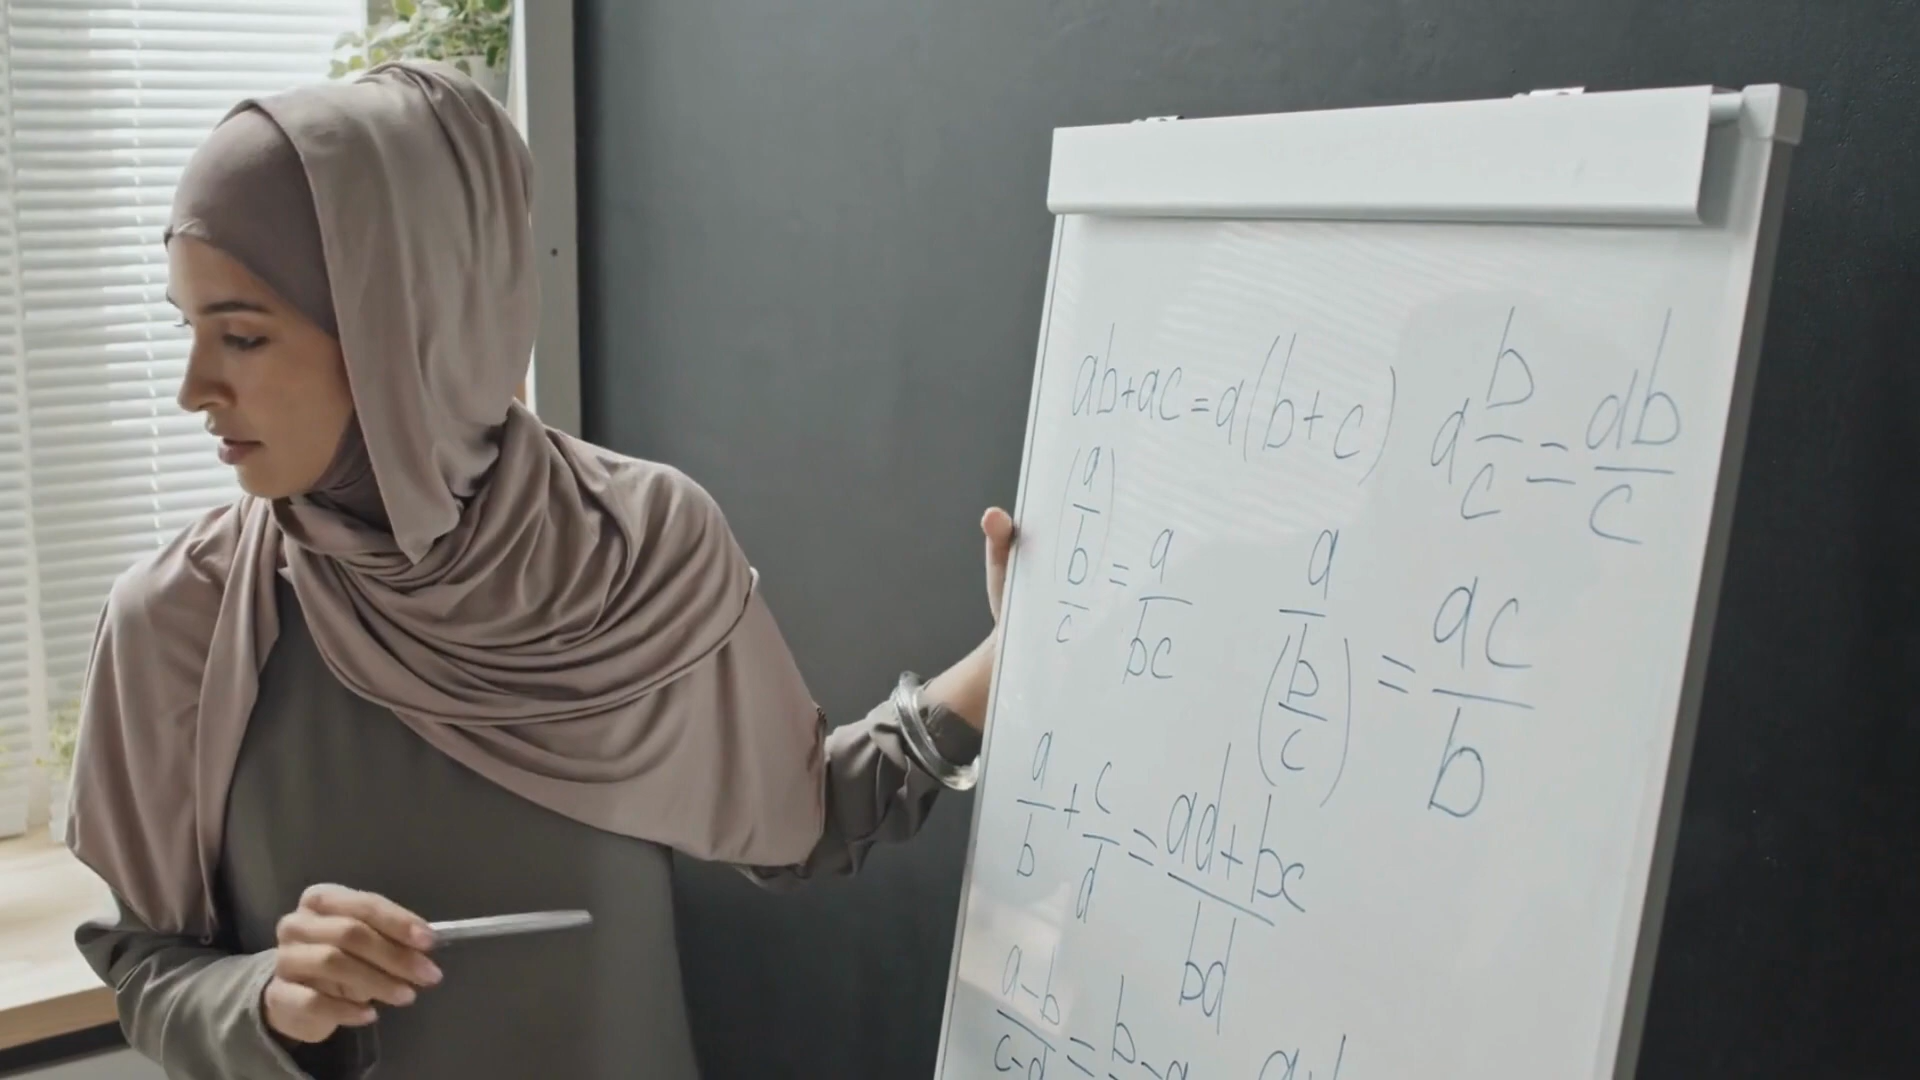 ab+ac=a(b+c) a b/c = ab/c
(a/b)/c = a/bc a/(b/c) = ac/b
a/b + c/d = ad+bc/bd
a-b/c-d = b-a